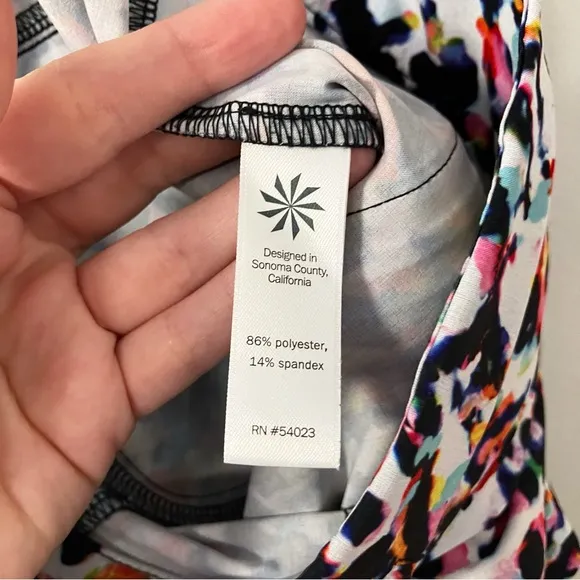 Designed in
Sonoma County,
California
86% polyester,
14% spandex
RN #54023